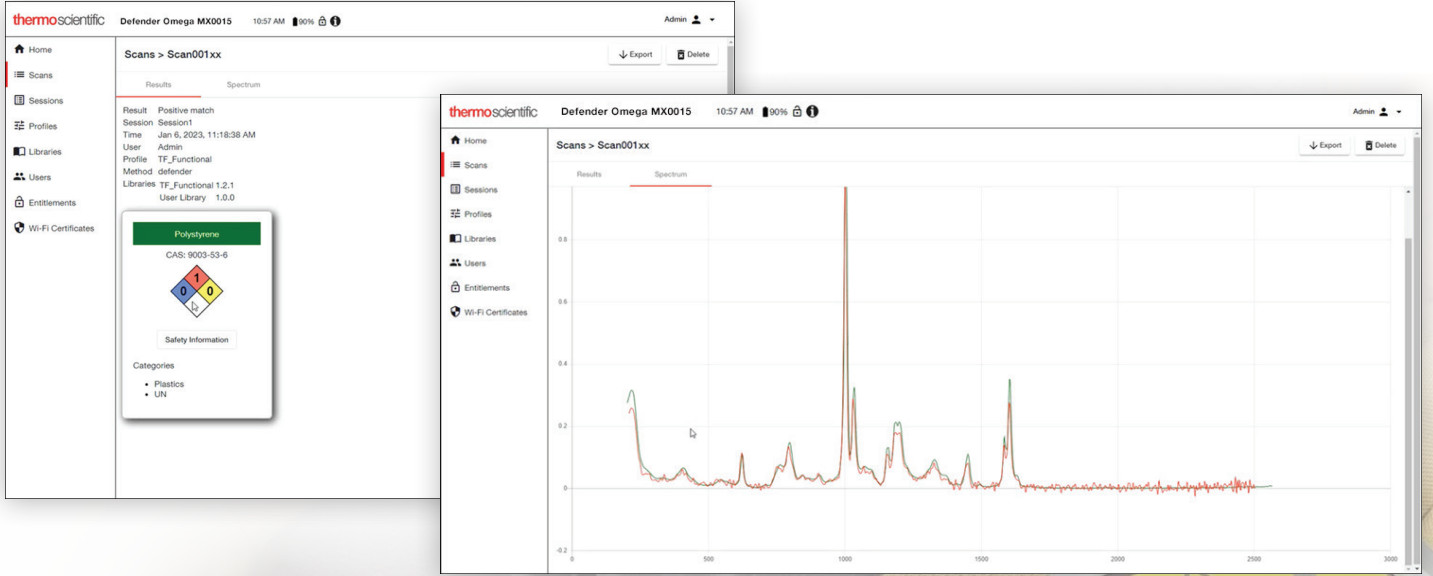 thermoscientific Defender Omega MX0015 10:57 AM 90% Admin
Home
Scans
Sessions
Profiles
Libraries
Users
Entitlements
Wi-Fi Certificates
Scans > Scan001xx
Export Delete
Results Spectrum
Result Positive match
Session Session1
Time Jan 6, 2023, 11:18:38 AM
User Admin
Profile TF_Functional
Method defender
Libraries TF_Functional 1.2.1
User Library 1.0.0
Polystyrene
CAS: 9003-53-6
1
0 0
Safety Information
Categories
• Plastics
• UN
thermoscientific Defender Omega MX0015 10:57 AM 90% Admin
Home
Scans
Sessions
Profiles
Libraries
Users
Entitlements
Wi-Fi Certificates
Scans > Scan001xx
Export Delete
Results Spectrum
0.8
0.6
0.4
0.2
0
-0.2
0 500 1000 1500 2000 2500 3000